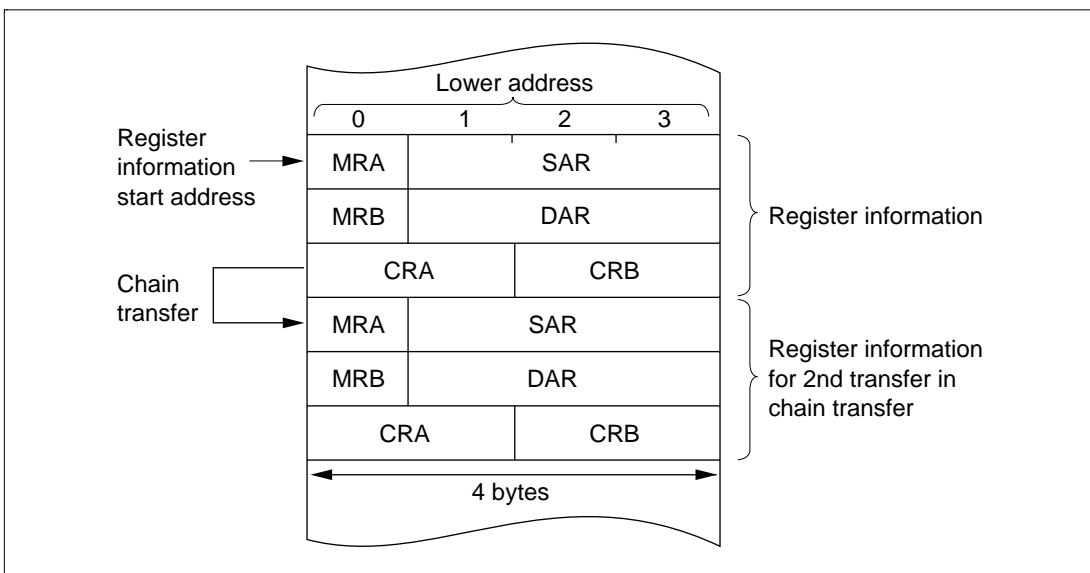 Lower address
0 1 2 3
Register
information
start address
MRA SAR
MRB DAR
Register information
CRA CRB
Chain
transfer
MRA SAR
MRB DAR
Register information
for 2nd transfer in
chain transfer
CRA CRB
4 bytes